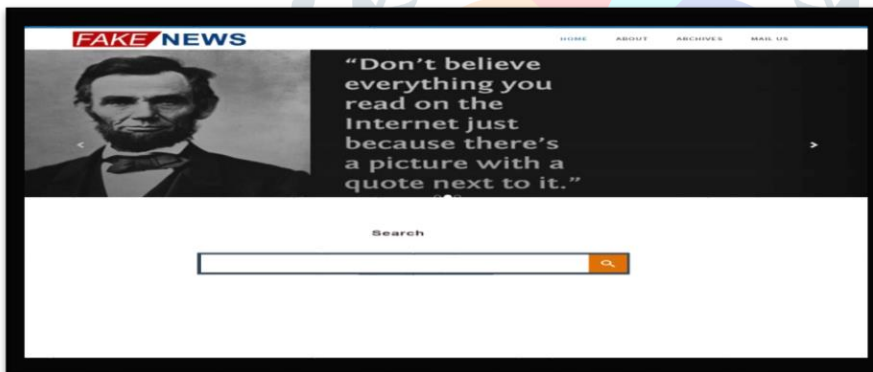 FAKE NEWS
HOME ABOUT ARCHIVES MAIL US
“Don’t believe
everything you
read on the
Internet just
because there’s
a picture with a
quote next to it.”
Search